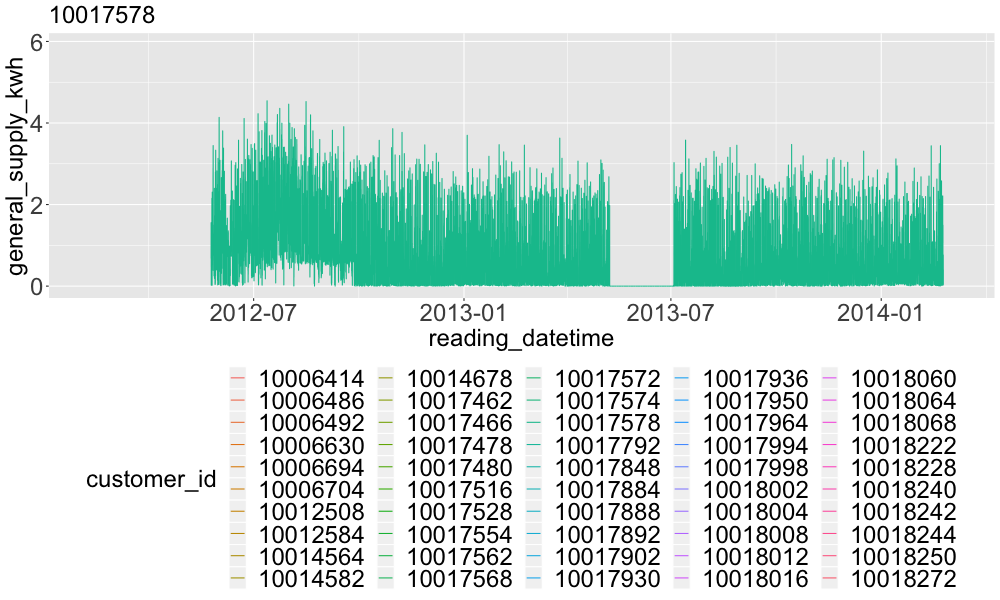 10017578
6
4
2
0
general_supply_kwh
2012-07 2013-01 2013-07 2014-01
reading_datetime
customer_id
10006414 10014678 10017572 10017936 10018060
10006486 10017462 10017574 10017950 10018064
10006492 10017466 10017578 10017964 10018068
10006630 10017478 10017792 10017994 10018222
10006694 10017480 10017848 10017998 10018228
10006704 10017516 10017884 10018002 10018240
10012508 10017528 10017888 10018004 10018242
10012584 10017554 10017892 10018008 10018244
10014564 10017562 10017902 10018012 10018250
10014582 10017568 10017930 10018016 10018272